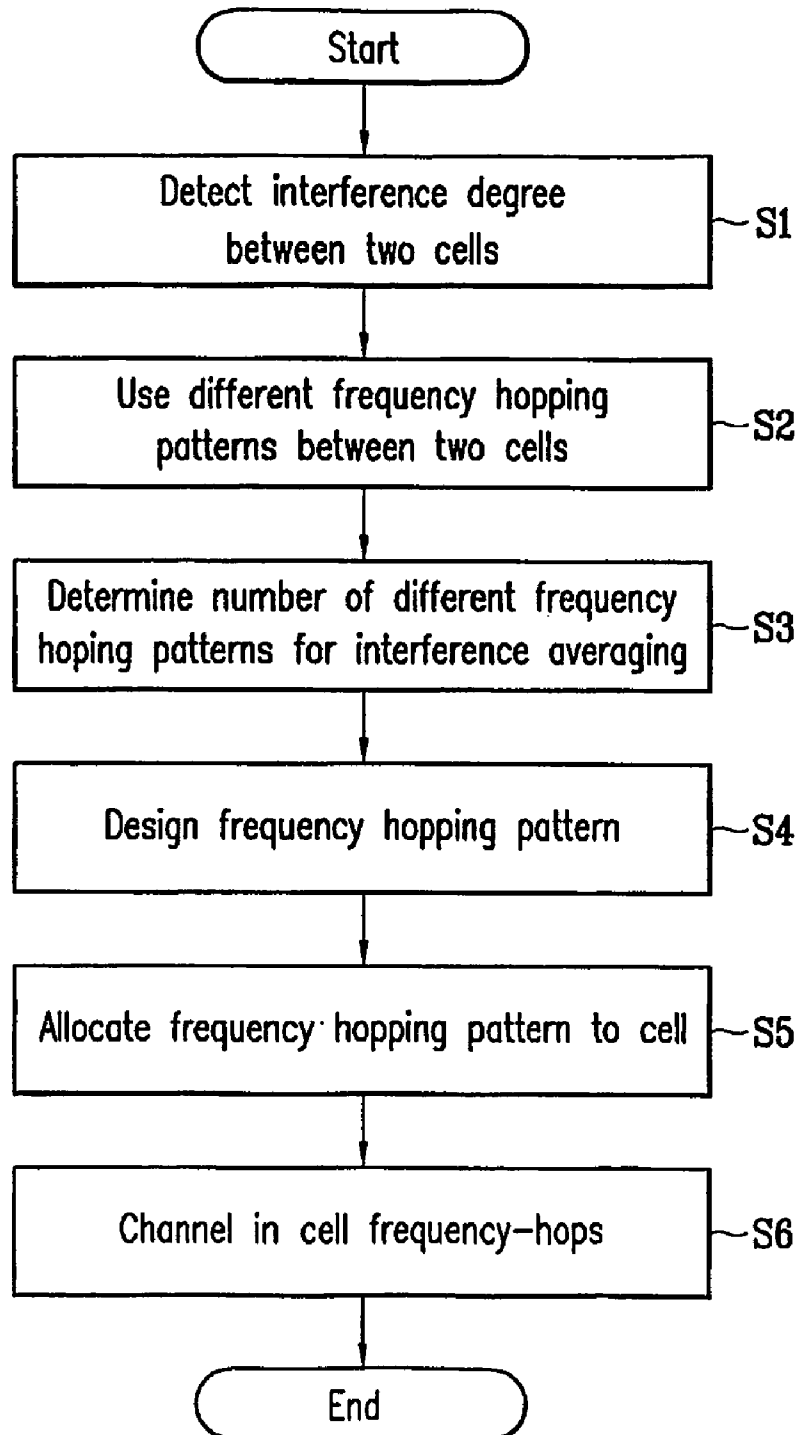 Start
Detect interference degree
between two cells
S1
Use different frequency hopping
patterns between two cells
S2
Determine number of different frequency
hoping patterns for interference averaging
S3
Design frequency hopping pattern
S4
Allocate frequency hopping pattern to cell
S5
Channel in cell frequency-hops
S6
End